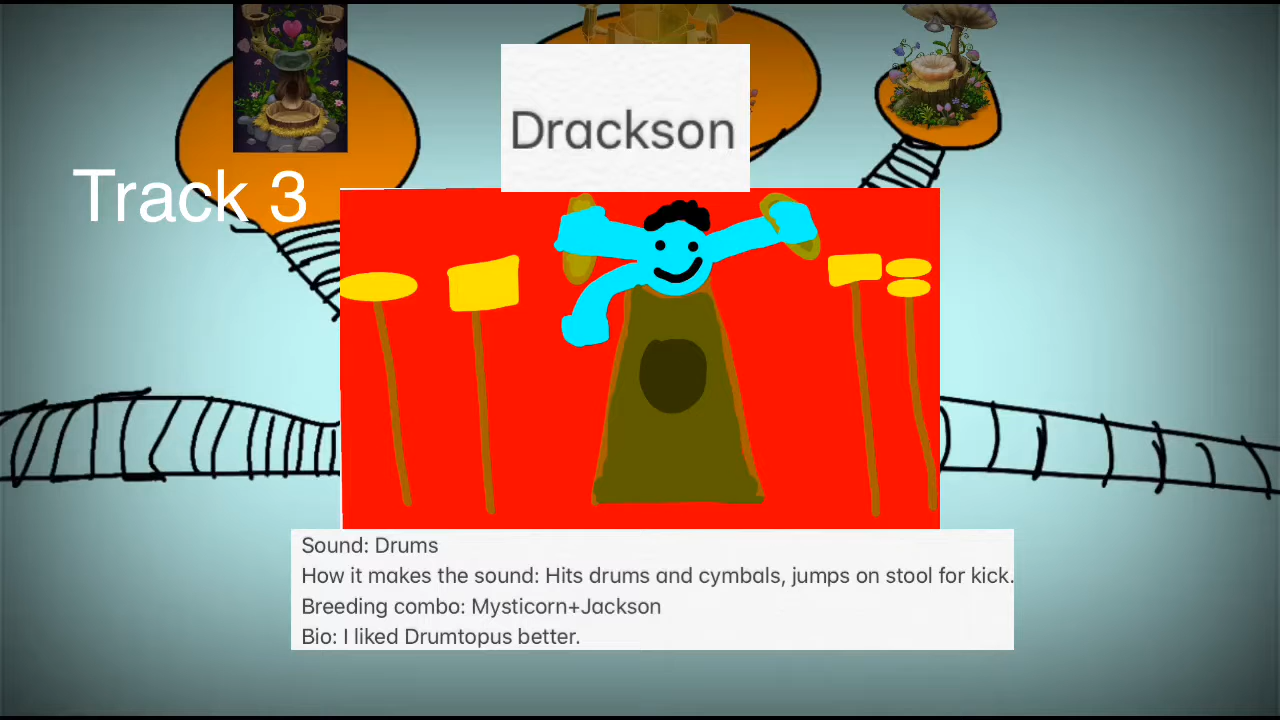 Drackson
Track 3
Sound: Drums
How it makes the sound: Hits drums and cymbals, jumps on stool for kick.
Breeding combo: Mysticorn+Jackson
Bio: I liked Drumtopus better.